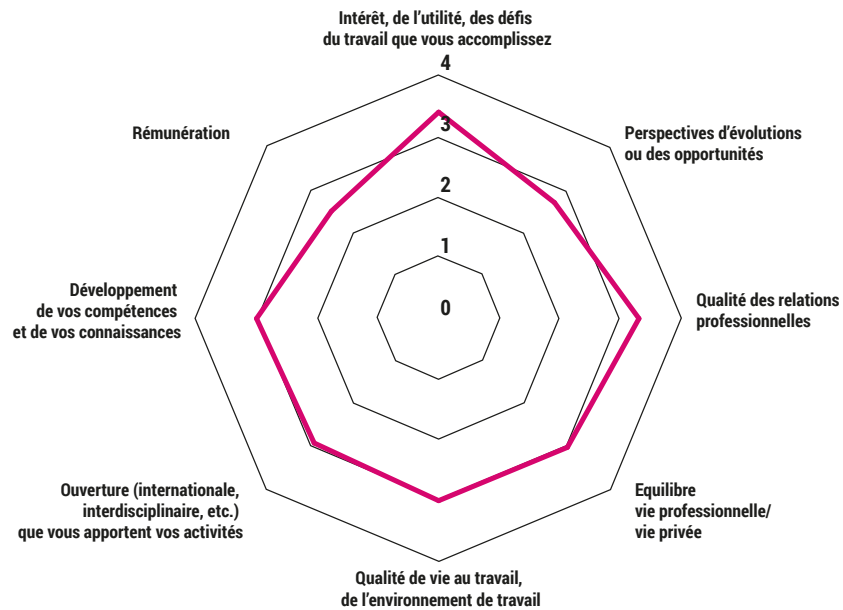 Intérêt, de l’utilité, des défis
du travail que vous accomplissez
4
Rémunération
3
Perspectives d’évolutions
ou des opportunités
2
1
Développement
de vos compétences
et de vos connaissances
0
Qualité des relations
professionnelles
Ouverture (internationale,
interdisciplinaire, etc.)
que vous apportent vos activités
Equilibre
vie professionnelle/
vie privée
Qualité de vie au travail,
de l’environnement de travail